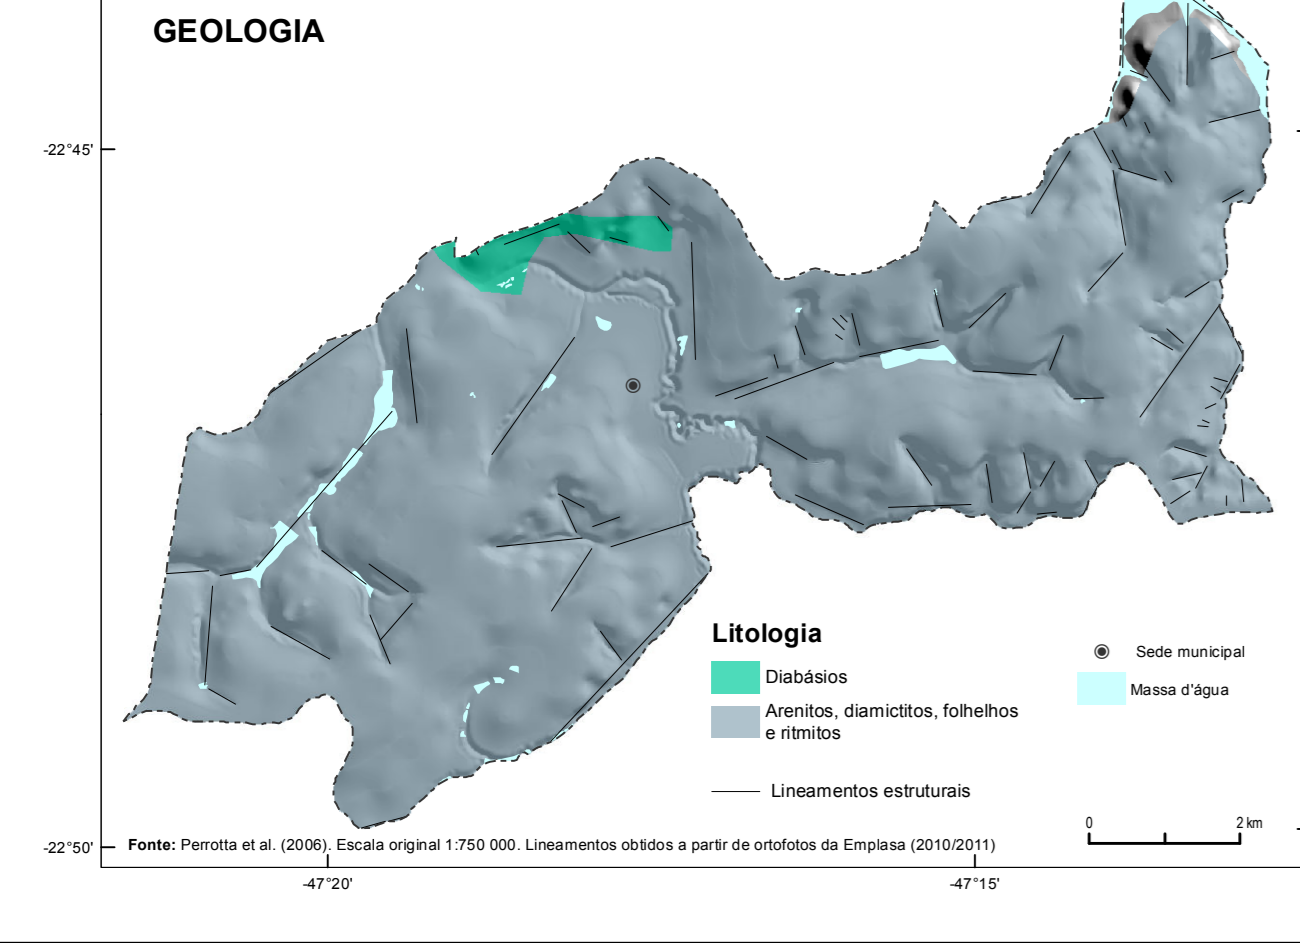 GEOLOGIA
-22°45'
Litologia
Diabásios
Arenitos, diamictitos, folhelhos
e ritmitos
Lineamentos estruturais
Sede municipal
Massa d'água
0 2 km
-22°50'
Fonte: Perrotta et al. (2006). Escala original 1:750 000. Lineamentos obtidos a partir de ortofotos da Emplasa (2010/2011)
-47°20' -47°15'